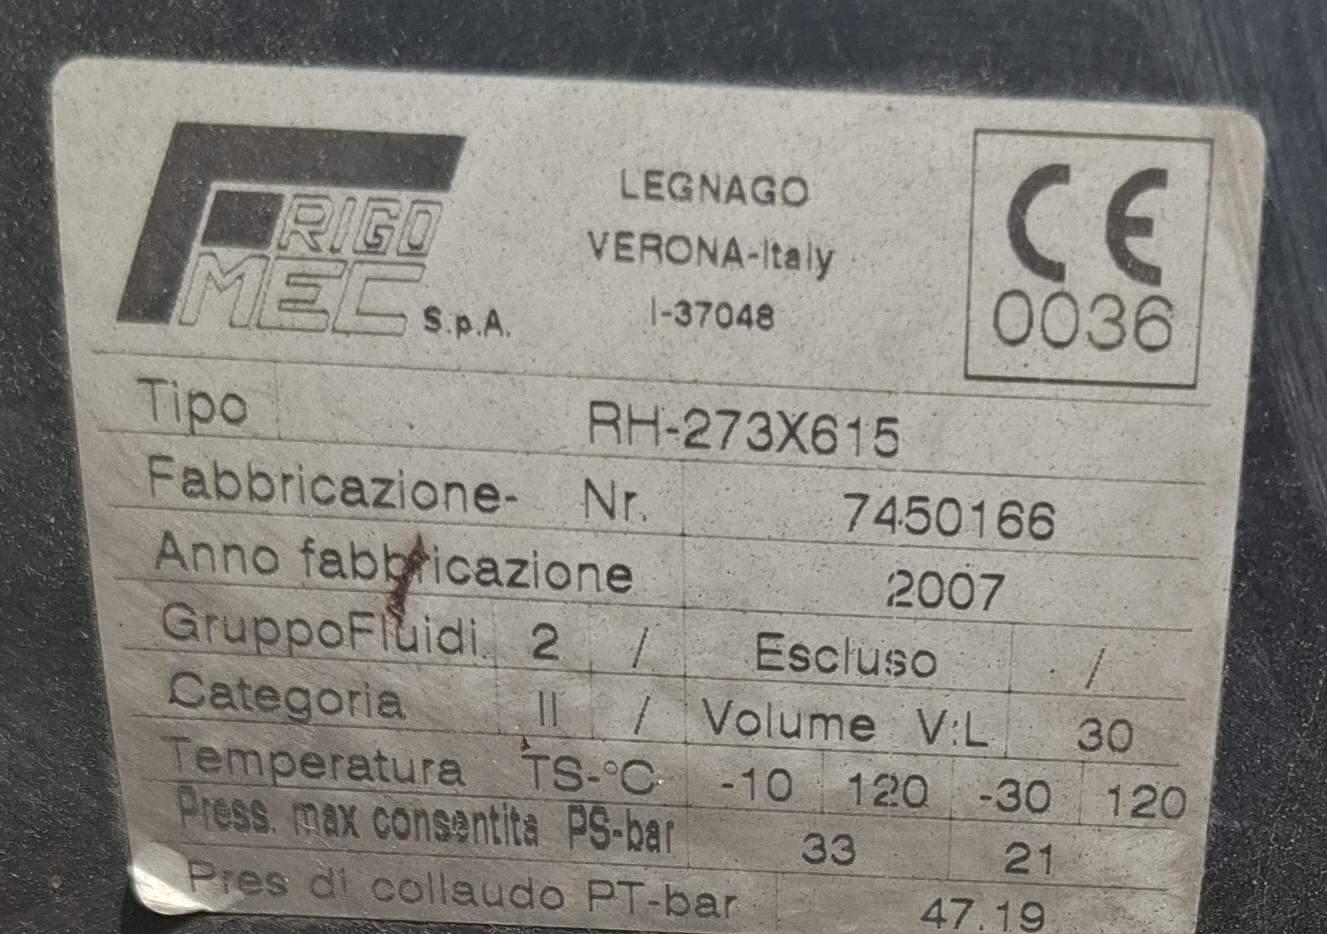 FRIGO
MEC S.p.A.
LEGNAGO
VERONA-Italy
I-37048
CE
0036
Tipo RH-273X615
Fabbricazione- Nr. 7450166
Anno fabbricazione 2007
GruppoFluidi. 2 / Escluso /
Categoria II / Volume V:L 30
Temperatura TS-°C -10 120 -30 120
Press. max consentita PS-bar 33 21
Pres di collaudo PT-bar 47.19